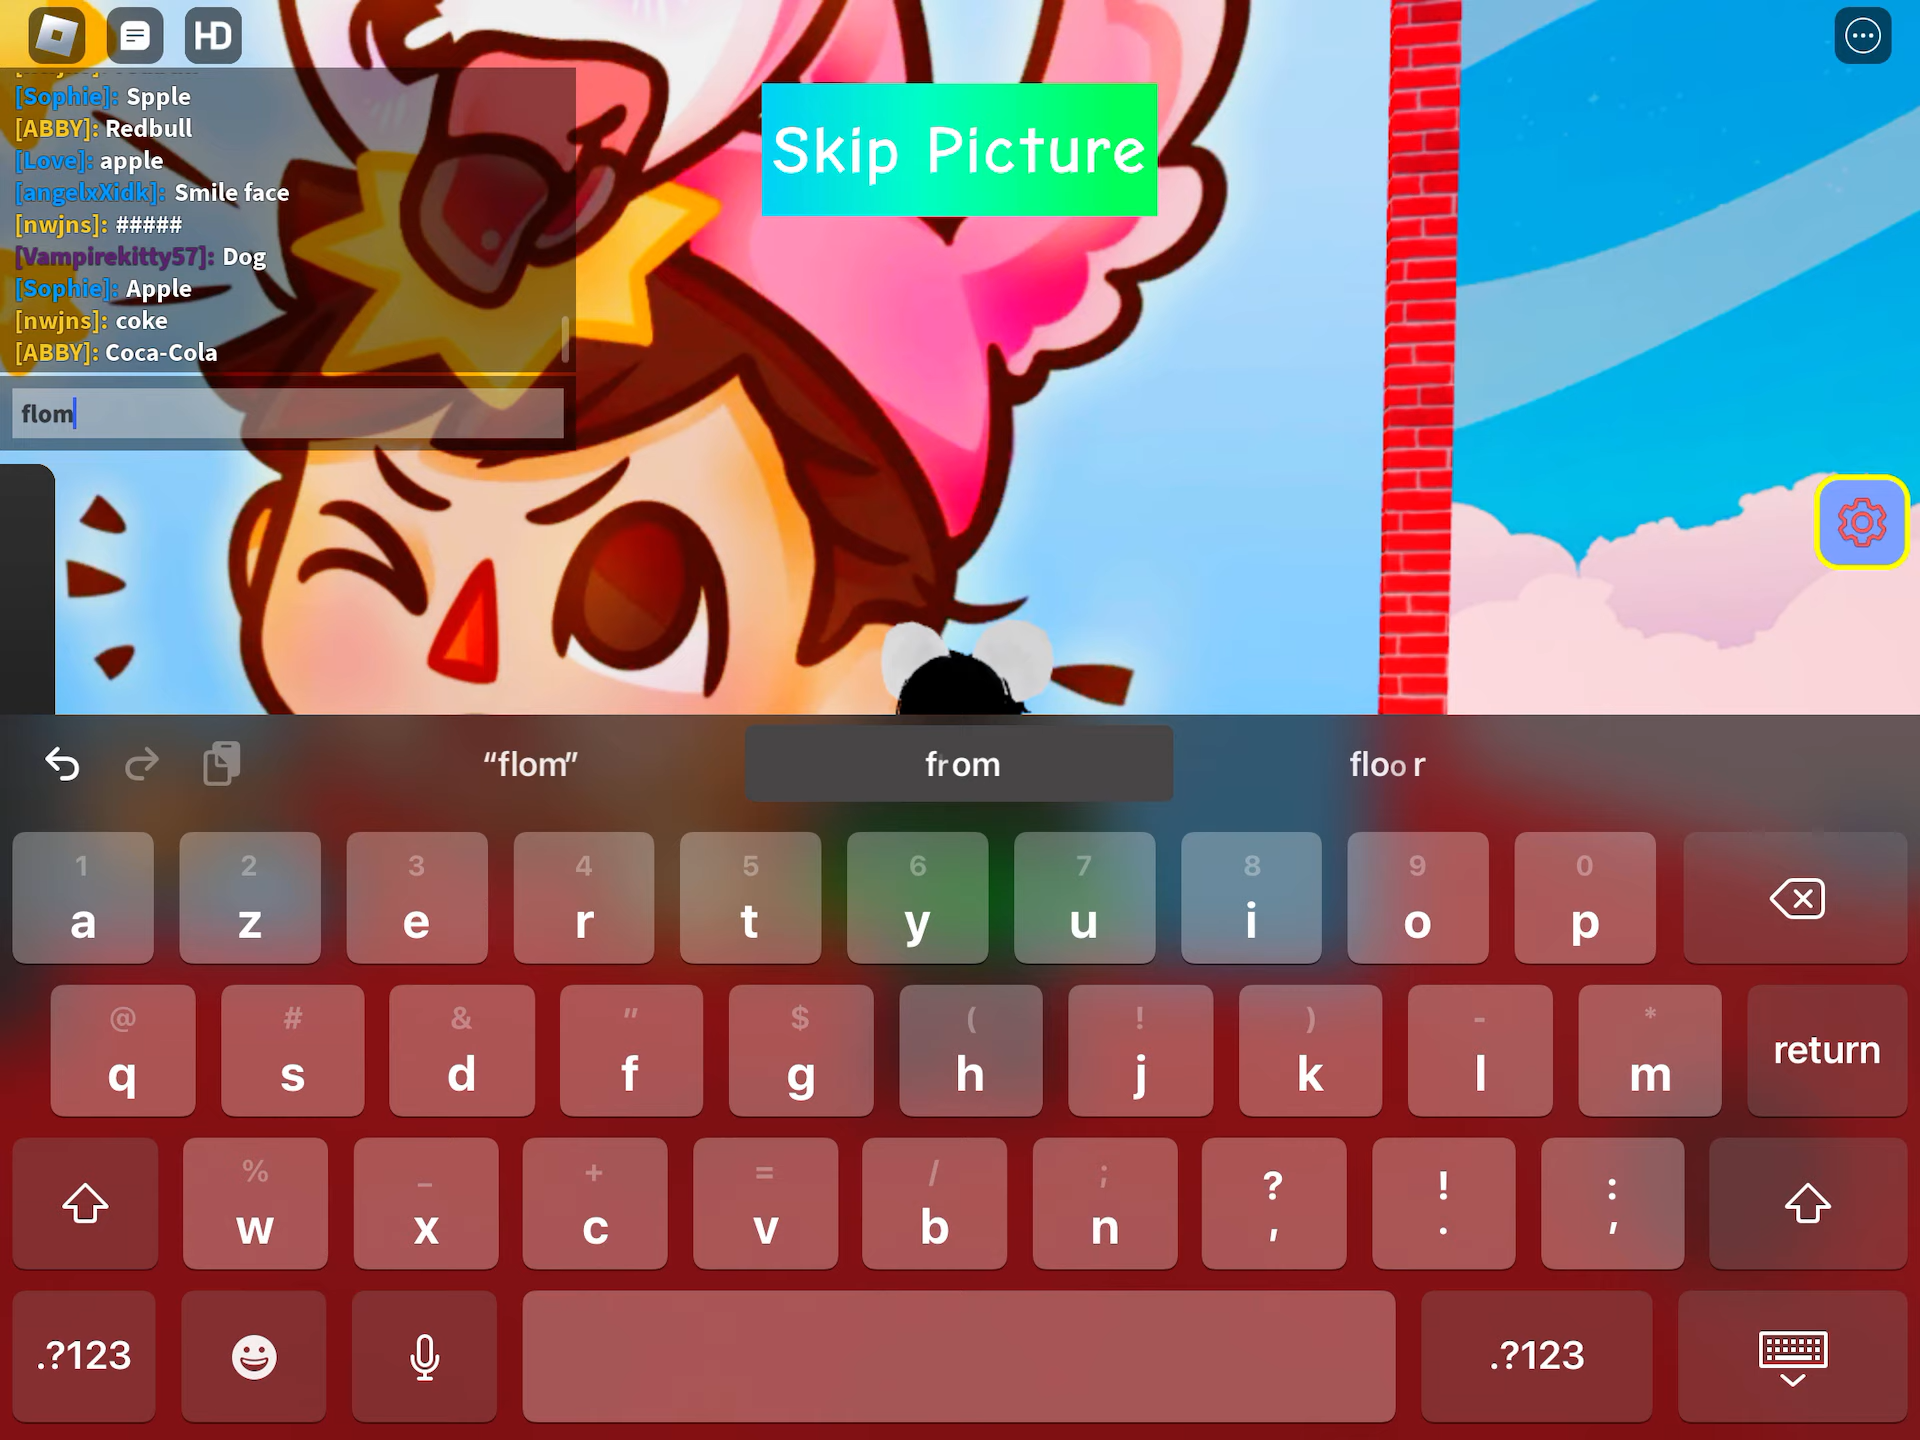 HD
[Sophie]: Spple
[ABBY]: Redbull
[Love]: apple
[angelxXidk]: Smile face
[nwjns]: #####
[Vampirekitty57]: Dog
[Sophie]: Apple
[nwjns]: coke
[ABBY]: Coca-Cola
flom
Skip Picture
“flom” from floor
1 2 3 4 5 6 7 8 9 0
a z e r t y u i o p
@ # & " $ ( ! ) - *
q s d f g h j k l m return
% _ + = / ; ? ! :
w x c v b n , . '
.?123 .?123